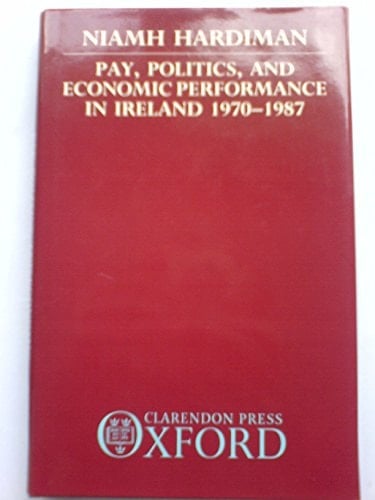 NIAMH HARDIMAN
PAY, POLITICS, AND
ECONOMIC PERFORMANCE
IN IRELAND 1970–1987
CLARENDON PRESS
OXFORD